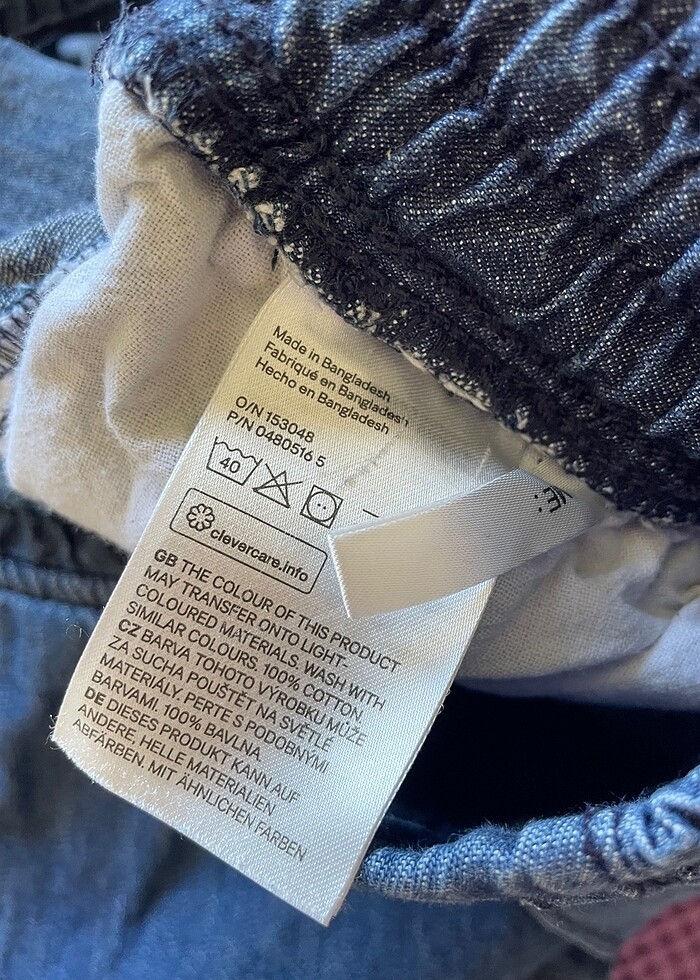 Made in Bangladesh
Fabriqué en Bangladesh
Hecho en Bangladesh
O/N 153048
P/N 0480516 5
40
clevercare.info
GB THE COLOUR OF THIS PRODUCT
MAY TRANSFER ONTO LIGHT-
COLOURED MATERIALS. WASH WITH
SIMILAR COLOURS. 100% COTTON.
CZ BARVA TOHOTO VÝROBKU MŮŽE
ZA SUCHA POUŠTĚT NA SVĚTLÉ
MATERIÁLY. PERTE S PODOBNÝMI
BARVAMI. 100% BAVLNA.
DE DIESES PRODUKT KANN AUF
ANDERE, HELLE MATERIALIEN
ABFÄRBEN. MIT ÄHNLICHEN FARBEN